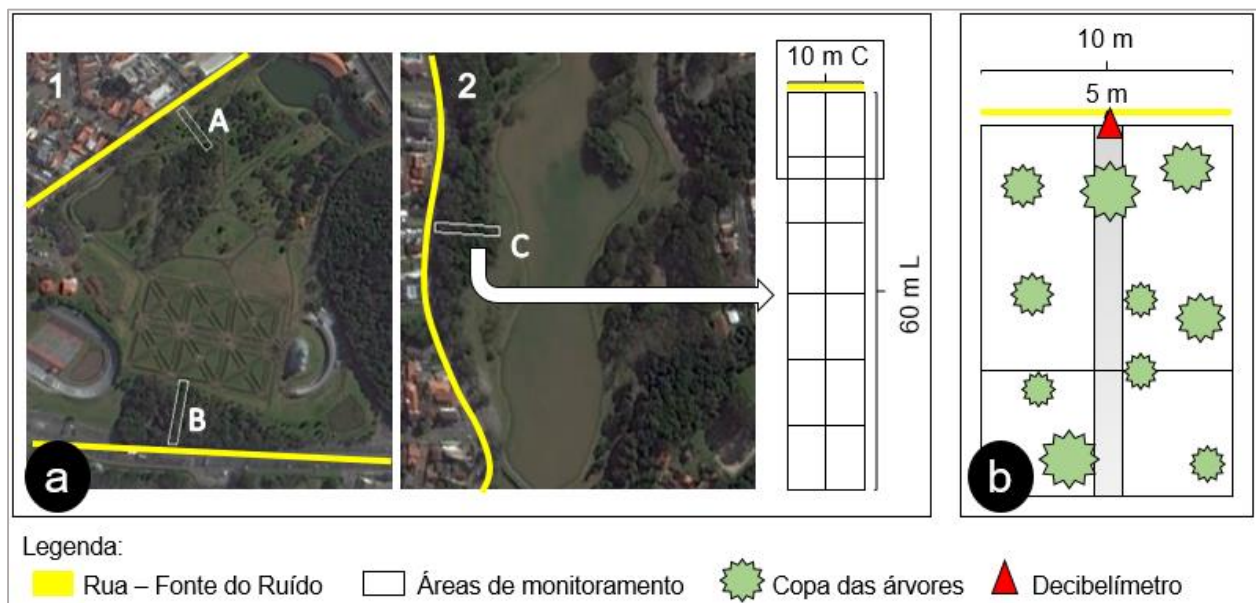 1
A
B
a
2
C
10 m C
60 m L
10 m
5 m
b
Legenda:
Rua – Fonte do Ruído
Áreas de monitoramento
Copa das árvores
Decibelímetro